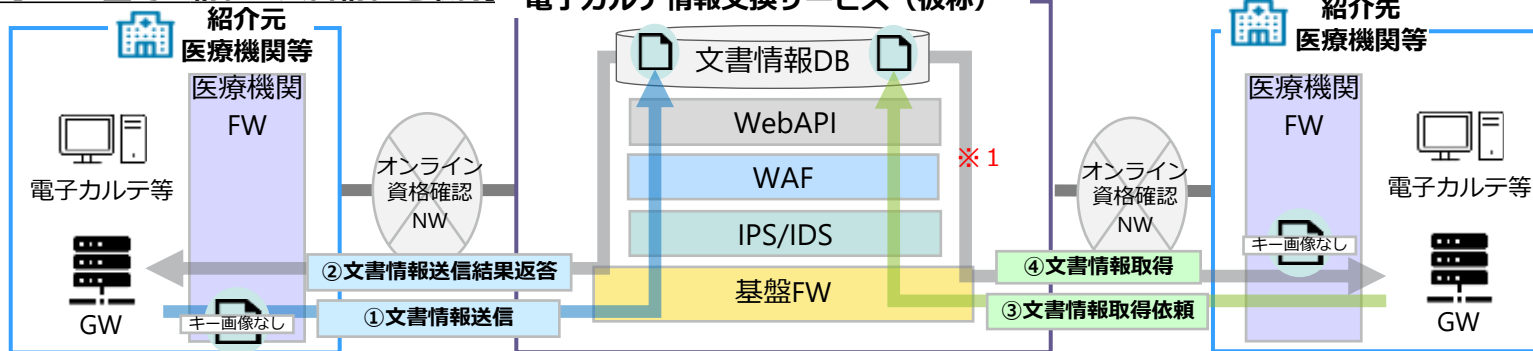 電子カルテ情報交換サービス（仮称）
紹介元
医療機関等
医療機関
FW
電子カルテ等
GW
キー画像なし
オンライン
資格確認
NW
②文書情報送信結果返答
①文書情報送信
文書情報DB
WebAPI
WAF
IPS/IDS
基盤FW
※１
オンライン
資格確認
NW
④文書情報取得
③文書情報取得依頼
紹介先
医療機関等
医療機関
FW
キー画像なし
電子カルテ等
GW